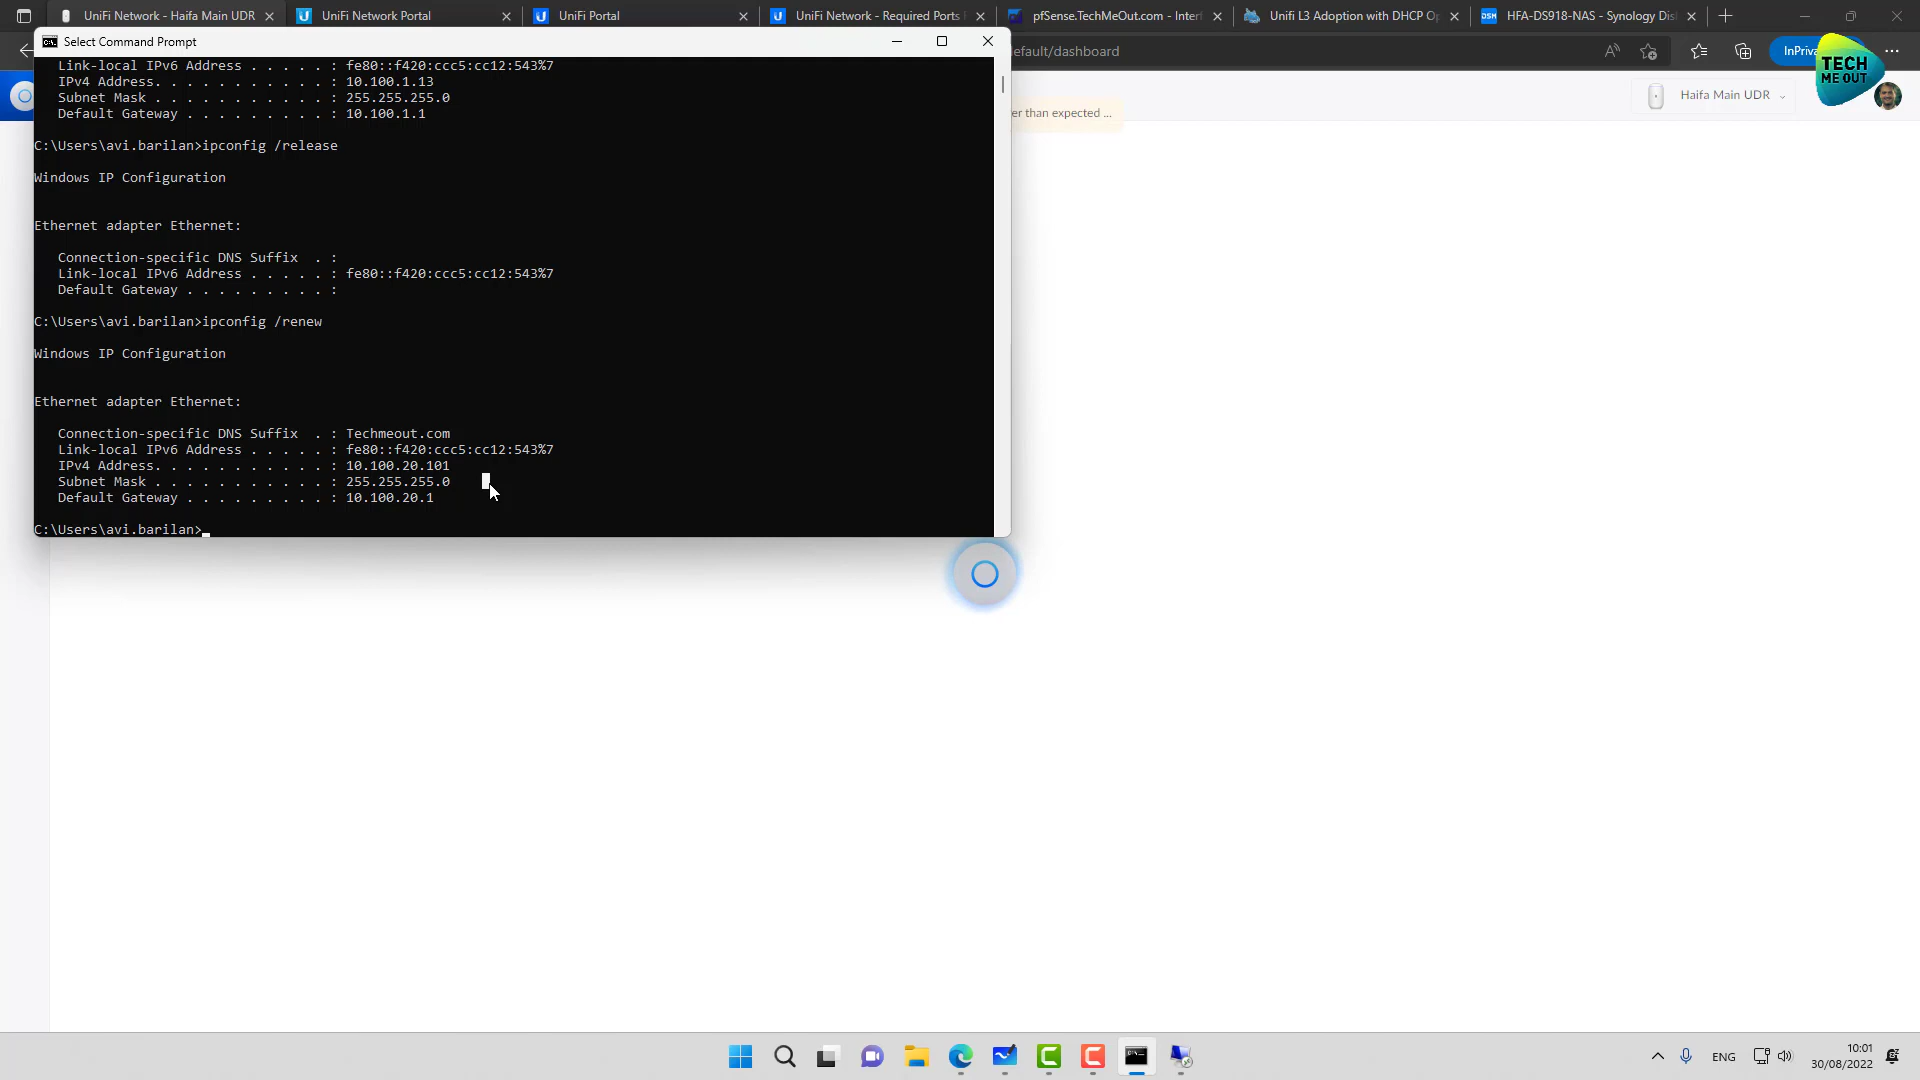 UniFi Network - Haifa Main UDR
UniFi Network Portal
UniFi Portal
UniFi Network - Required Ports
pfSense.TechMeOut.com - Inter
Unifi L3 Adoption with DHCP Op
DSM
HFA-DS918-NAS - Synology Dis
Select Command Prompt
efault/dashboard
InPriva
TECH
ME OUT
Haifa Main UDR
er than expected ...
Link-local IPv6 Address . . . . . : fe80::f420:ccc5:cc12:543%7
IPv4 Address. . . . . . . . . . . : 10.100.1.13
Subnet Mask . . . . . . . . . . . : 255.255.255.0
Default Gateway . . . . . . . . . : 10.100.1.1
C:\Users\avi.barilan>ipconfig /release
Windows IP Configuration
Ethernet adapter Ethernet:
Connection-specific DNS Suffix  . :
Link-local IPv6 Address . . . . . : fe80::f420:ccc5:cc12:543%7
Default Gateway . . . . . . . . . :
C:\Users\avi.barilan>ipconfig /renew
Windows IP Configuration
Ethernet adapter Ethernet:
Connection-specific DNS Suffix  . : Techmeout.com
Link-local IPv6 Address . . . . . : fe80::f420:ccc5:cc12:543%7
IPv4 Address. . . . . . . . . . . : 10.100.20.101
Subnet Mask . . . . . . . . . . . : 255.255.255.0
Default Gateway . . . . . . . . . : 10.100.20.1
C:\Users\avi.barilan>
ENG
10:01
30/08/2022